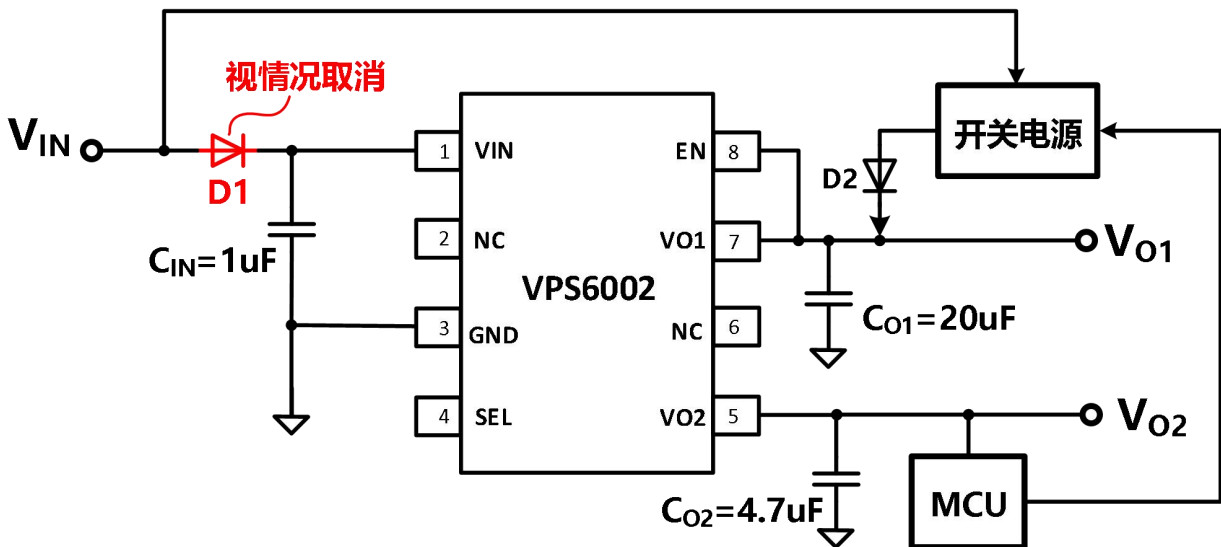 视情况取消
VIN
D1
CIN=1uF
1
VIN
2
NC
3
GND
4
SEL
VPS6002
EN
8
VO1
7
NC
6
VO2
5
D2
开关电源
VO1
CO1=20uF
VO2
CO2=4.7uF
MCU